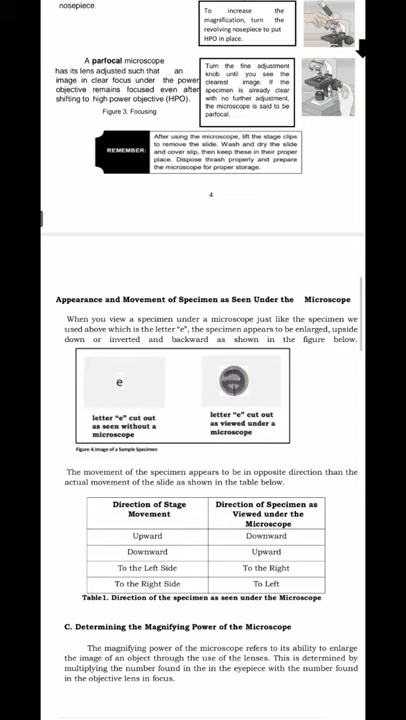 nosepiece.
To increase the
magnification, turn the
revolving nosepiece to put
HPO in place.
A parfocal microscope
has its lens adjusted such that an
image in clear focus under the power
objective remains focused even after
shifting to high power objective (HPO).
Figure 3. Focusing
Turn the fine adjustment
knob until you see the
clearest image. If the
specimen is already clear
with no further adjustment,
the microscope is said to be
parfocal.
REMEMBER:
After using the microscope, lift the stage clips
to remove the slide. Wash and dry the slide
and cover slip, then keep these in their proper
place. Dispose thrash properly and prepare
the microscope for proper storage.
4
Appearance and Movement of Specimen as Seen Under the Microscope
When you view a specimen under a microscope just like the specimen we
used above which is the letter “e”, the specimen appears to be enlarged, upside
down or inverted and backward as shown in the figure below.
e
letter “e” cut out
as seen without a
microscope
letter “e” cut out
as viewed under a
microscope
Figure 4.Image of a Sample Specimen
The movement of the specimen appears to be in opposite direction than the
actual movement of the slide as shown in the table below.
Direction of Stage
Movement
Direction of Specimen as
Viewed under the
Microscope
Upward Downward
Downward Upward
To the Left Side To the Right
To the Right Side To Left
Table1. Direction of the specimen as seen under the Microscope
C. Determining the Magnifying Power of the Microscope
The magnifying power of the microscope refers to its ability to enlarge
the image of an object through the use of the lenses. This is determined by
multiplying the number found in the in the eyepiece with the number found
in the objective lens in focus.